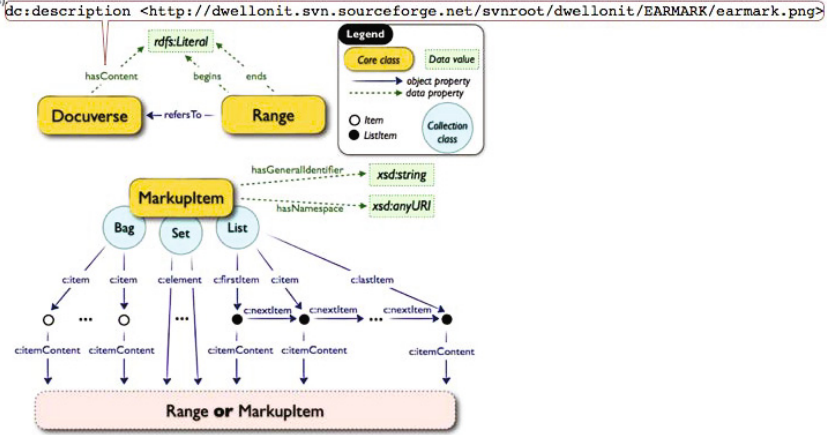 dc:description <http://dwellonit.svn.sourceforge.net/svnroot/dwellonit/EARMARK/earmark.png>
rdfs:Literal
hasContent begins ends
Docuverse refersTo Range
Legend
Core class Data value
object property
data property
Item
ListItem
Collection
class
hasGeneralIdentifier xsd:string
MarkupItem
hasNamespace xsd:anyURI
Bag Set List
c:item c:item c:element c:firstItem c:item c:lastItem
c:nextItem c:nextItem c:nextItem
... ... ...
c:itemContent c:itemContent c:itemContent c:itemContent c:itemContent
Range or MarkupItem